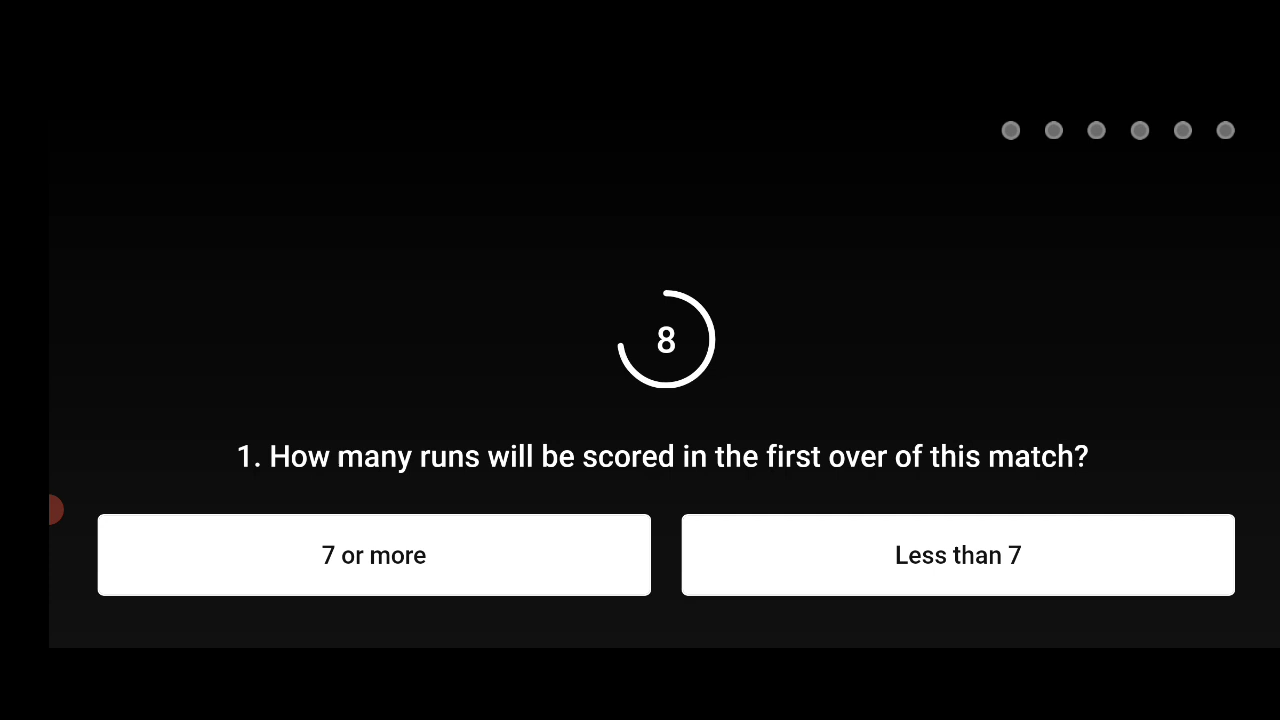 8
1. How many runs will be scored in the first over of this match?
7 or more
Less than 7